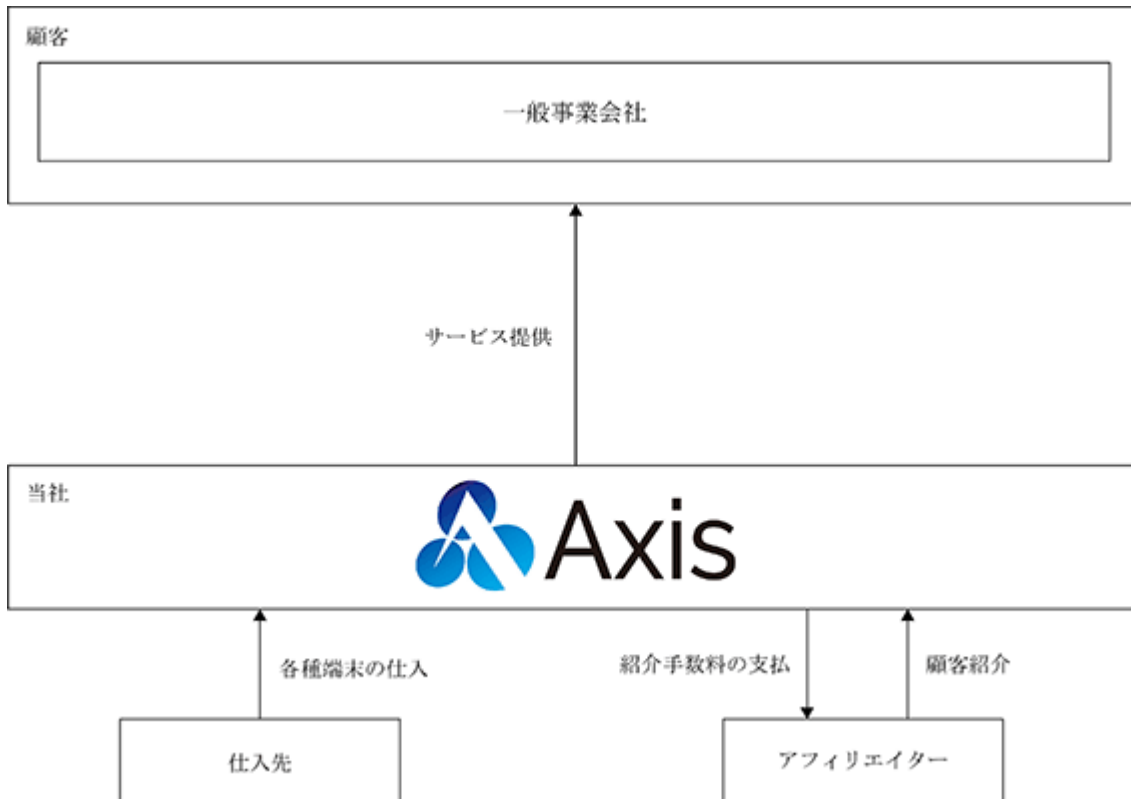 顧客
一般事業会社
サービス提供
当社
Axis
各種端末の仕入
紹介手数料の支払
顧客紹介
仕入先
アフィリエイター